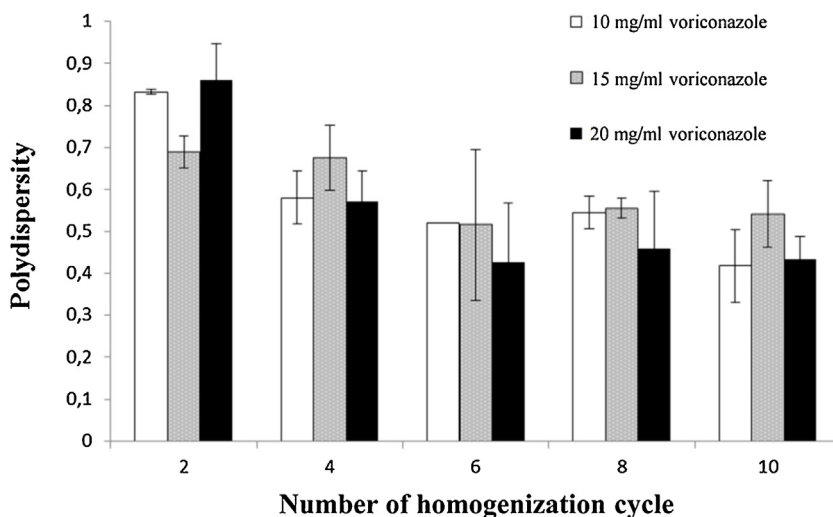 10 mg/ml voriconazole
15 mg/ml voriconazole
20 mg/ml voriconazole
Polydispersity
1
0,9
0,8
0,7
0,6
0,5
0,4
0,3
0,2
0,1
0
2 4 6 8 10
Number of homogenization cycle